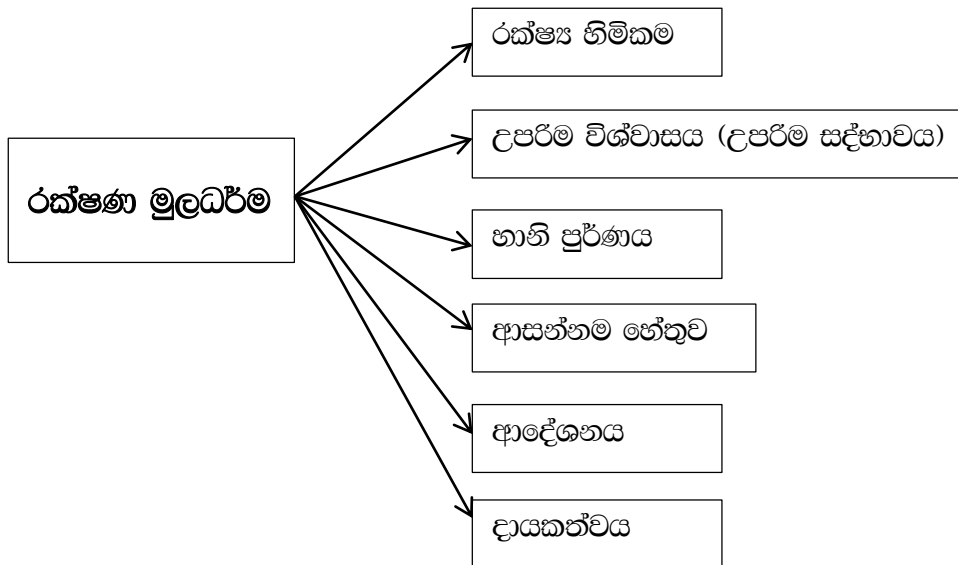 රක්ෂ්‍ය හිමිකම
උපරිම විශ්වාසය (උපරිම සද්භාවය)
රක්ෂණ මුලධර්ම
හානි පුර්ණය
ආසන්නම හේතුව
ආදේශනය
දායකත්වය